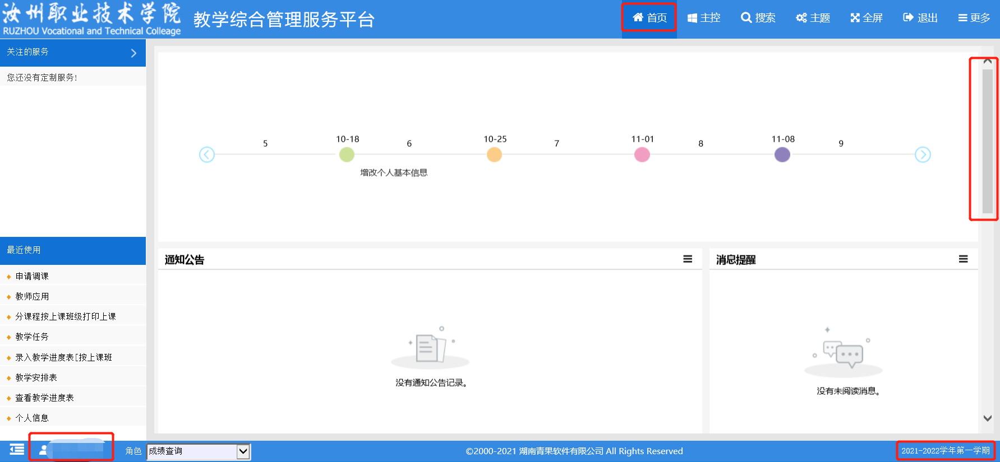 汝州职业技术学院
RUZHOU Vocational and Technical Colleage
教学综合管理服务平台
首页
主控
搜索
主题
全屏
退出
更多
关注的服务
您还没有定制服务!
5
10-18
6
10-25
7
11-01
8
11-08
9
增改个人基本信息
最近使用
申请调课
教师应用
分课程按上课班级打印上课
教学任务
录入教学进度表[按上课班
教学安排表
查看教学进度表
个人信息
通知公告
没有通知公告记录。
消息提醒
没有未阅读消息。
角色
成绩查询
©2000-2021 湖南青果软件有限公司 All Rights Reserved
2021-2022学年第一学期